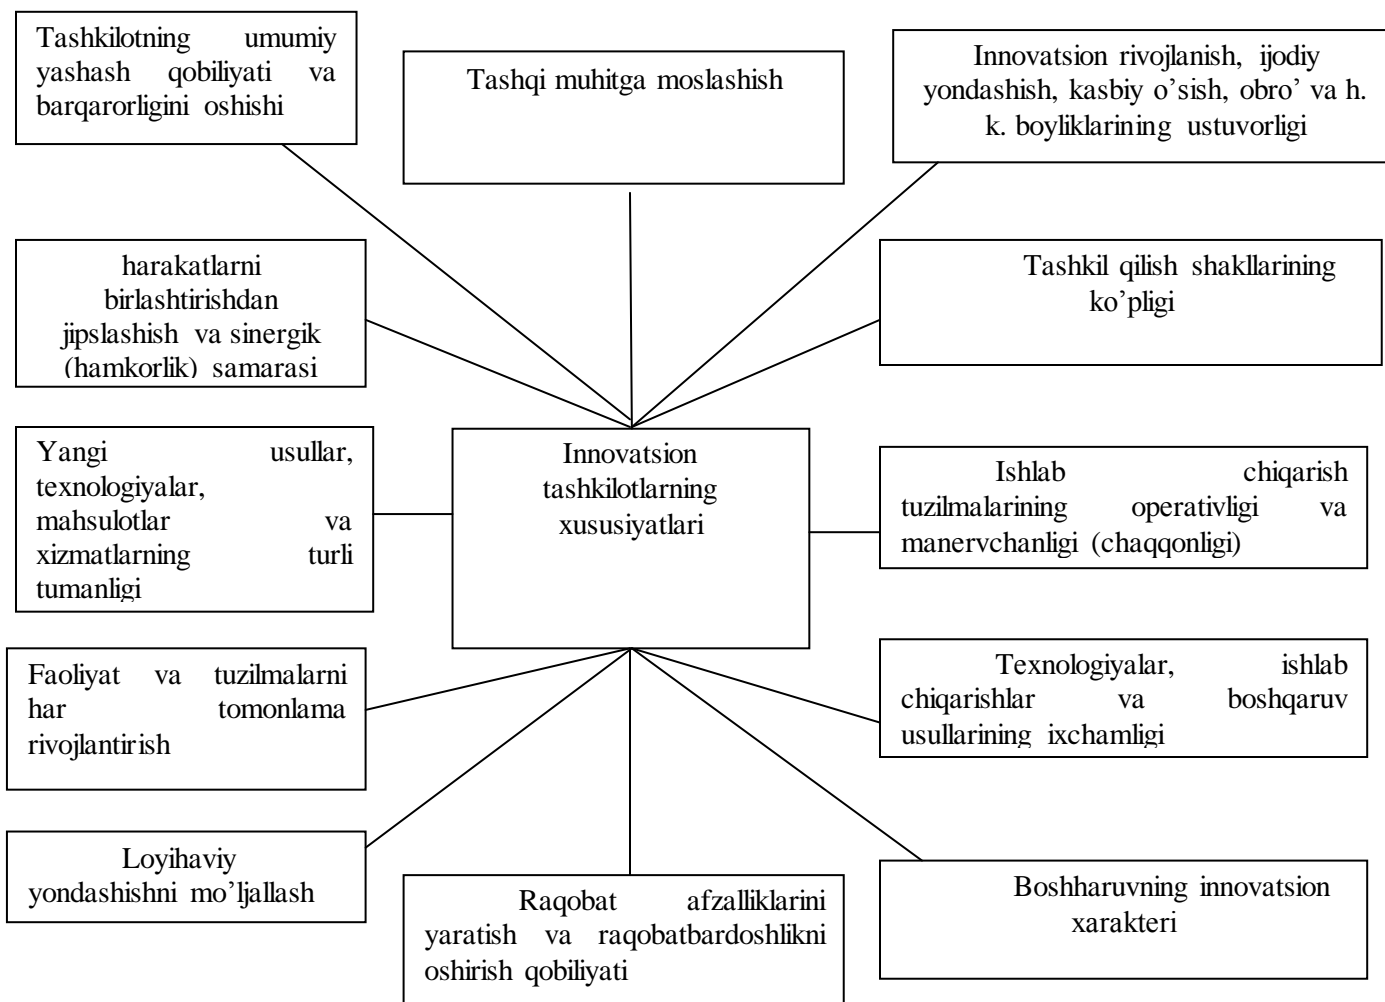 Tashkilotning umumiy
yashash qobiliyati va
barqarorligini oshishi
Tashqi muhitga moslashish
Innovatsion rivojlanish, ijodiy
yondashish, kasbiy o’sish, obro’ va h.
k. boyliklarining ustuvorligi
harakatlarni
birlashtirishdan
jipslashish va sinergik
(hamkorlik) samarasi
Tashkil qilish shakllarining
ko’pligi
Yangi usullar,
texnologiyalar,
mahsulotlar va
xizmatlarning turli
tumanligi
Innovatsion
tashkilotlarning
xususiyatlari
Ishlab chiqarish
tuzilmalarining operativligi va
manervchanligi (chaqqonligi)
Faoliyat va tuzilmalarni
har tomonlama
rivojlantirish
Texnologiyalar, ishlab
chiqarishlar va boshqaruv
usullarining ixchamligi
Loyihaviy
yondashishni mo’ljallash
Raqobat afzalliklarini
yaratish va raqobatbardoshlikni
oshirish qobiliyati
Boshharuvning innovatsion
xarakteri